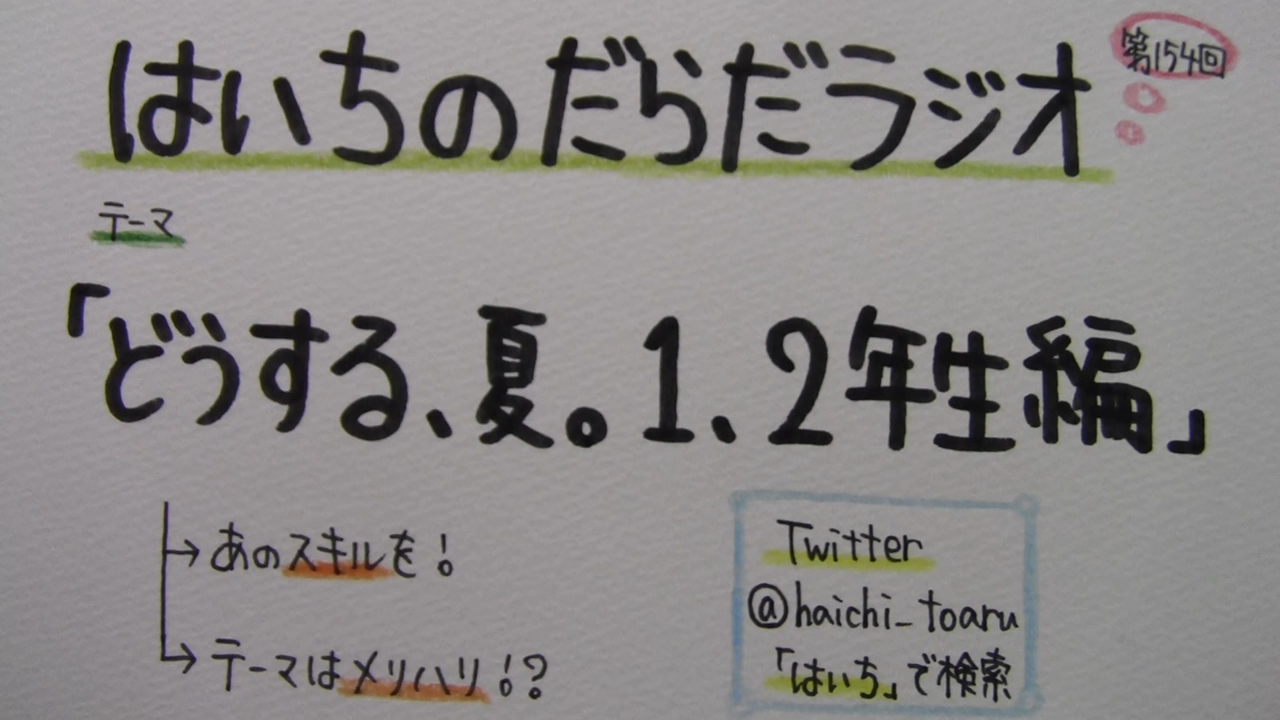 はいちのだらだラジオ
第154回
テーマ
「どうする、夏。1、2年生編」
→あのスキルを！
→テーマはメリハリ！？
Twitter
@haichi_toaru
「はいち」で検索